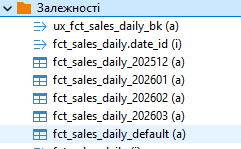 Залежності
ux_fct_sales_daily_bk (a)
fct_sales_daily.date_id (i)
fct_sales_daily_202512 (a)
fct_sales_daily_202601 (a)
fct_sales_daily_202602 (a)
fct_sales_daily_202603 (a)
fct_sales_daily_default (a)